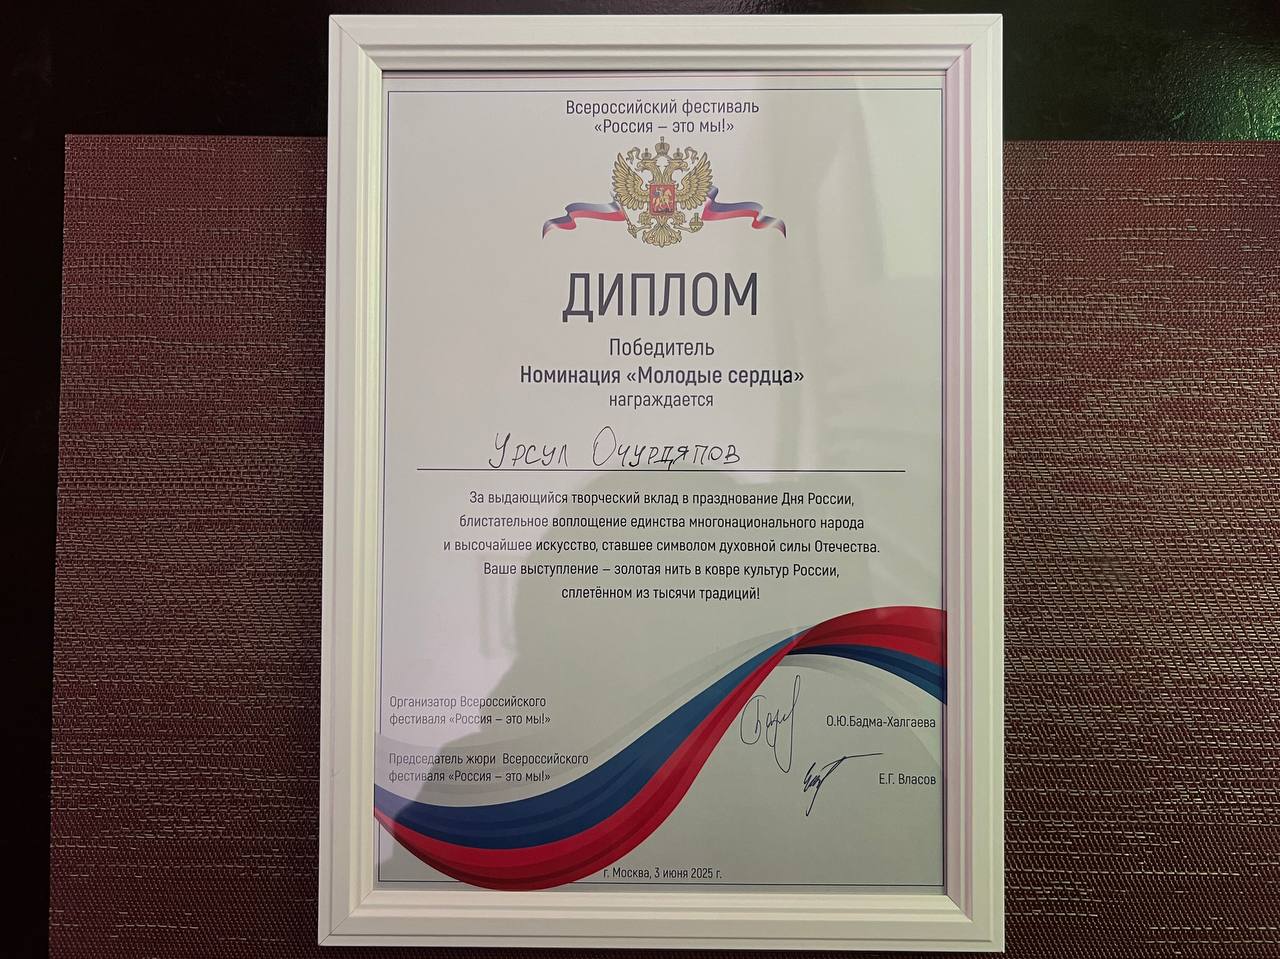 Всероссийский фестиваль
«Россия – это мы!»
ДИПЛОМ
Победитель
Номинация «Молодые сердца»
награждается
Урсул Очурдяпов
За выдающийся творческий вклад в празднование Дня России,
блистательное воплощение единства многонационального народа
и высочайшее искусство, ставшее символом духовной силы Отечества.
Ваше выступление – золотая нить в ковре культур России,
сплетённом из тысячи традиций!
Организатор Всероссийского
фестиваля «Россия – это мы!»
О.Ю.Бадма-Халгаева
Председатель жюри Всероссийского
фестиваля «Россия – это мы!»
Е.Г. Власов
г. Москва, 3 июня 2025 г.